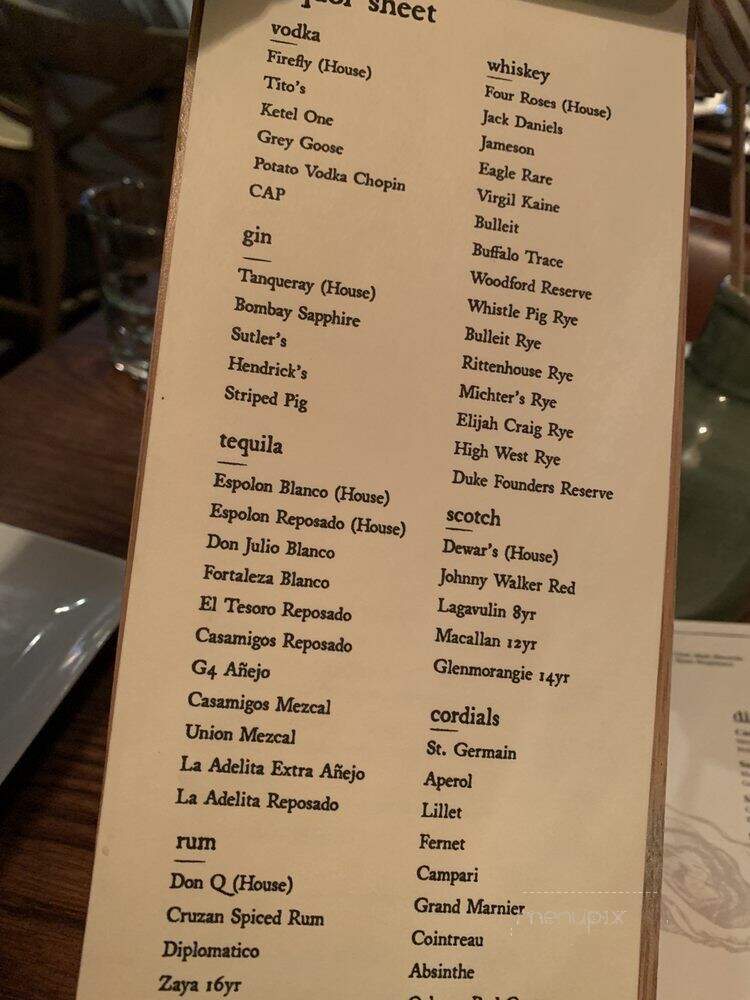 sheet
vodka
Firefly (House)
Tito's
Ketel One
Grey Goose
Potato Vodka Chopin
CAP
gin
Tanqueray (House)
Bombay Sapphire
Sutler's
Hendrick's
Striped Pig
tequila
Espolon Blanco (House)
Espolon Reposado (House)
Don Julio Blanco
Fortaleza Blanco
El Tesoro Reposado
Casamigos Reposado
G4 Añejo
Casamigos Mezcal
Union Mezcal
La Adelita Extra Añejo
La Adelita Reposado
rum
Don Q (House)
Cruzan Spiced Rum
Diplomatico
Zaya 16yr
whiskey
Four Roses (House)
Jack Daniels
Jameson
Eagle Rare
Virgil Kaine
Bulleit
Buffalo Trace
Woodford Reserve
Whistle Pig Rye
Bulleit Rye
Rittenhouse Rye
Michter's Rye
Elijah Craig Rye
High West Rye
Duke Founders Reserve
scotch
Dewar's (House)
Johnny Walker Red
Lagavulin 8yr
Macallan 12yr
Glenmorangie 14yr
cordials
St. Germain
Aperol
Lillet
Fernet
Campari
Grand Marnier
Cointreau
Absinthe
menupix